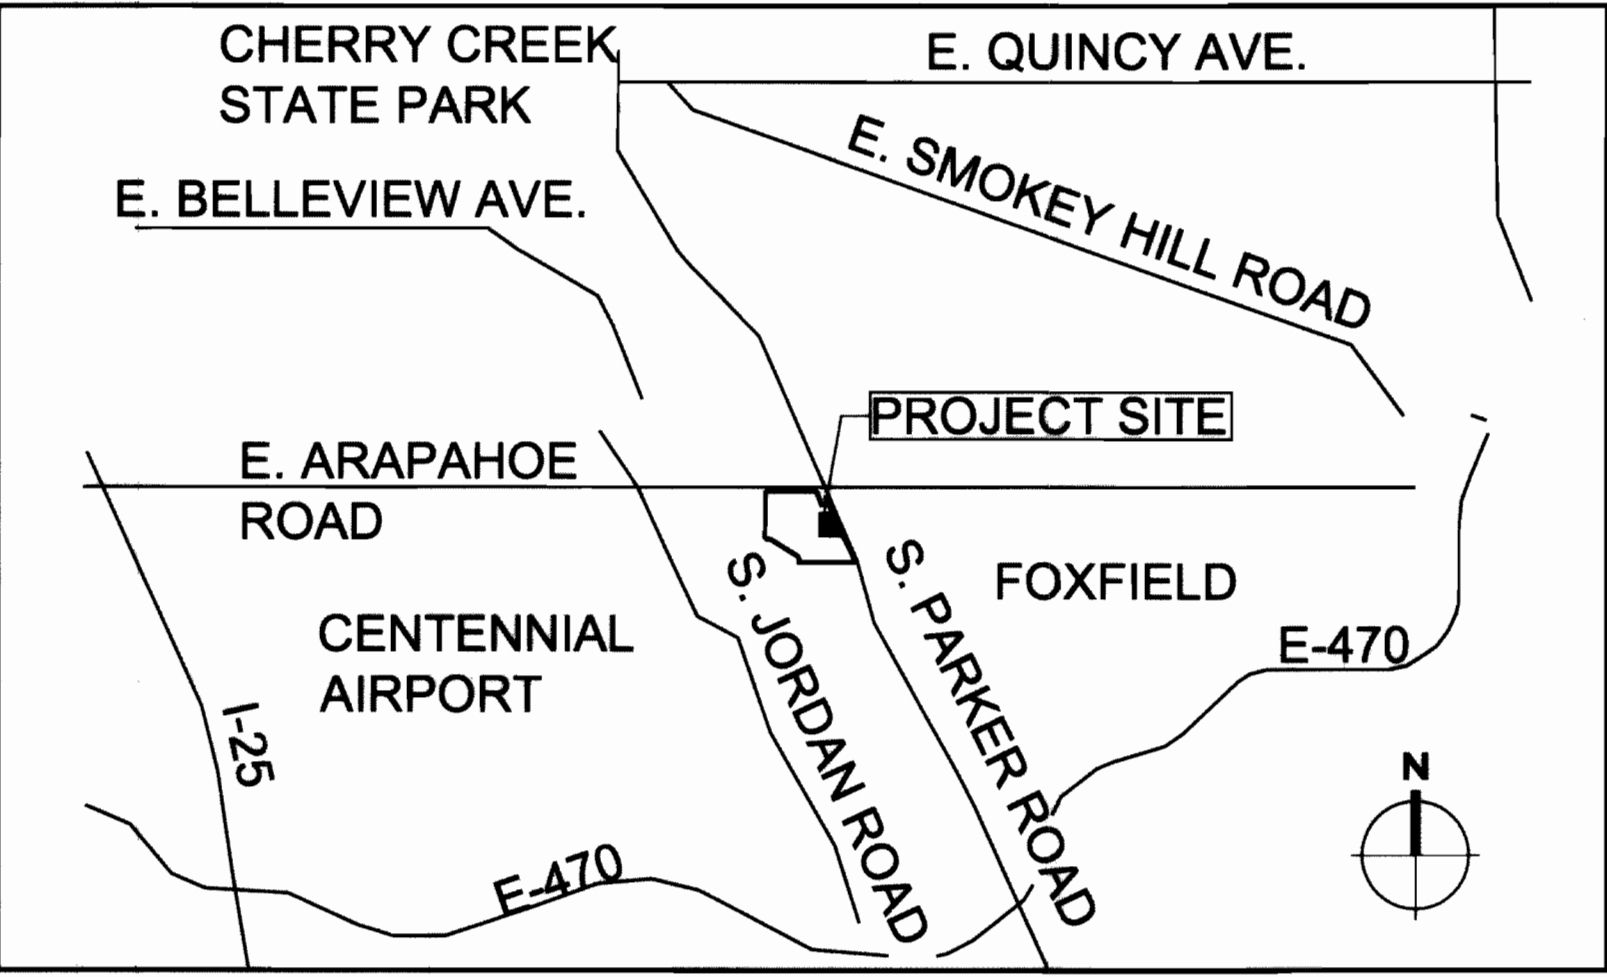 CHERRY CREEK
STATE PARK
E. QUINCY AVE.
E. SMOKEY HILL ROAD
E. BELLEVIEW AVE.
PROJECT SITE
E. ARAPAHOE
ROAD
S. JORDAN ROAD
S. PARKER ROAD
FOXFIELD
CENTENNIAL
AIRPORT
E-470
I-25
N
E-470